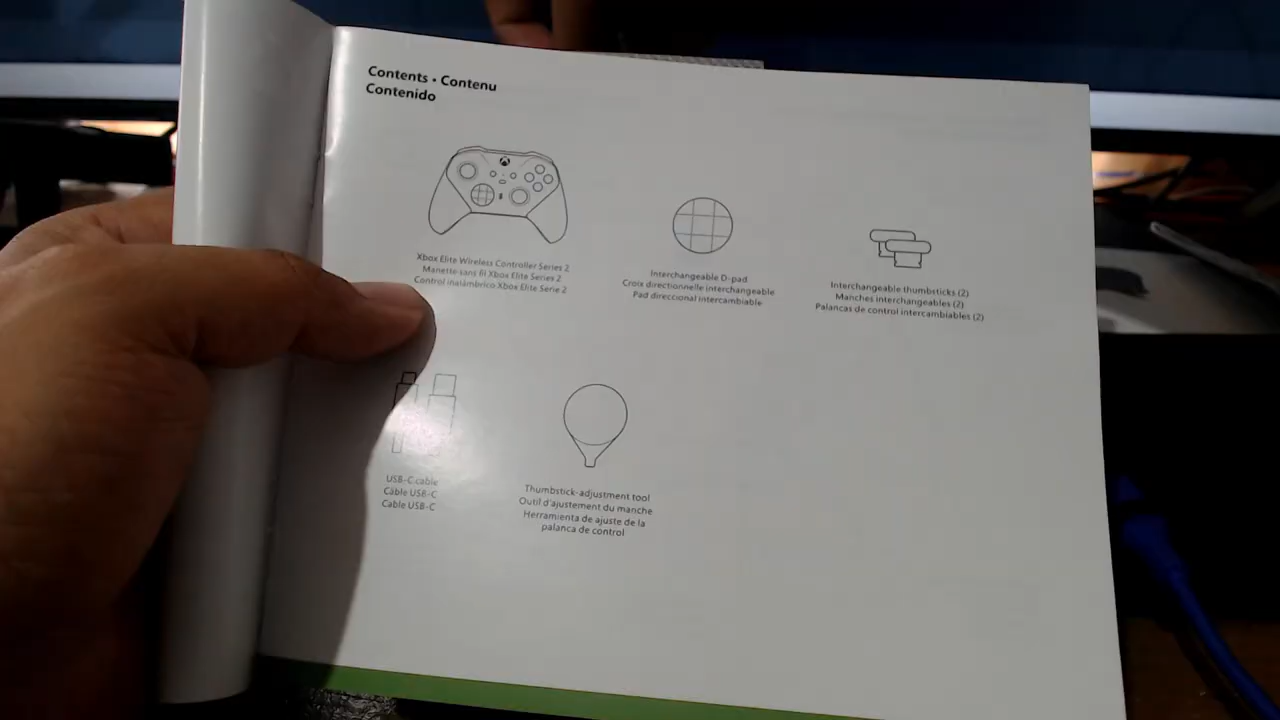 Contents • Contenu
Contenido
Xbox Elite Wireless Controller Series 2
Manette sans fil Xbox Elite Series 2
Control inalámbrico Xbox Elite Serie 2
Interchangeable D-pad
Croix directionnelle interchangeable
Pad direccional intercambiable
Interchangeable thumbsticks (2)
Manches interchangeables (2)
Palancas de control intercambiables (2)
USB-C cable
Câble USB-C
Cable USB-C
Thumbstick-adjustment tool
Outil d'ajustement du manche
Herramienta de ajuste de la
palanca de control